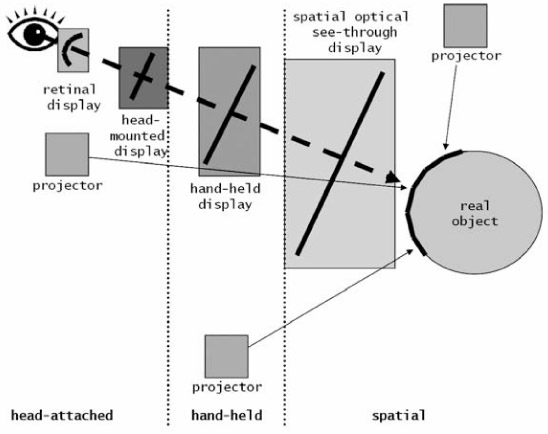 spatial optical
see-through
display
projector
retinal
display
head-
mounted
display
projector
hand-held
display
real
object
projector
head-attached
hand-held
spatial